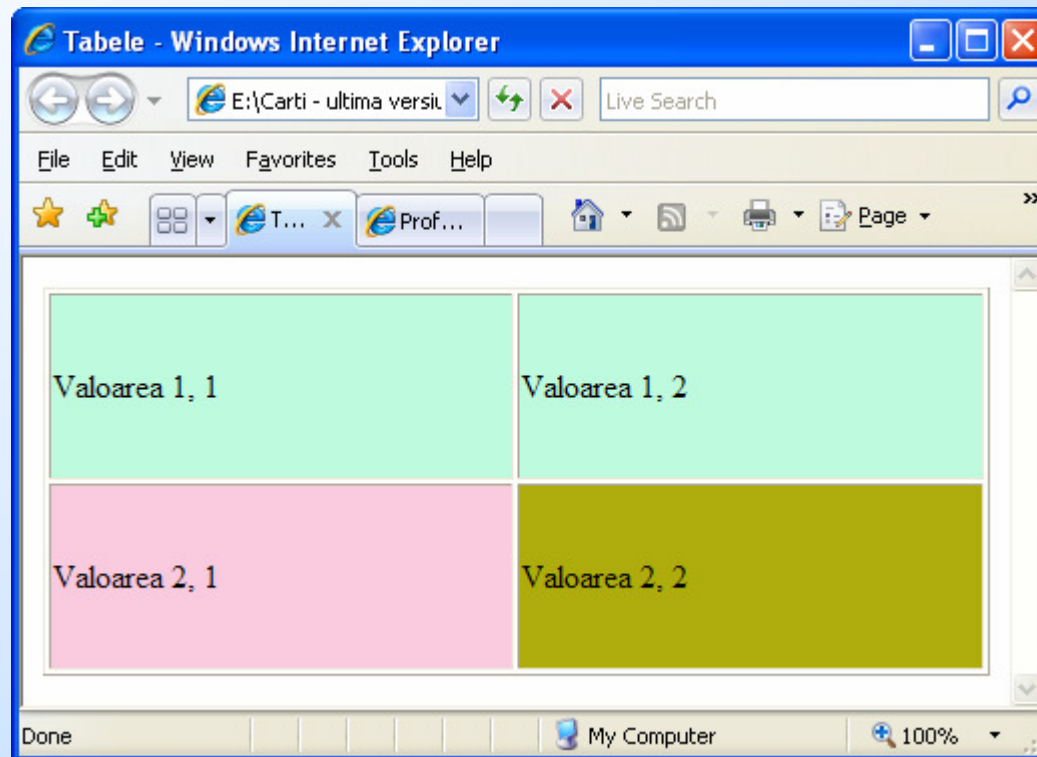 Tabele - Windows Internet Explorer
E:\Carti - ultima versiu Live Search
File Edit View Favorites Tools Help
T... X Prof... Page
Valoarea 1, 1 Valoarea 1, 2
Valoarea 2, 1 Valoarea 2, 2
Done My Computer 100%